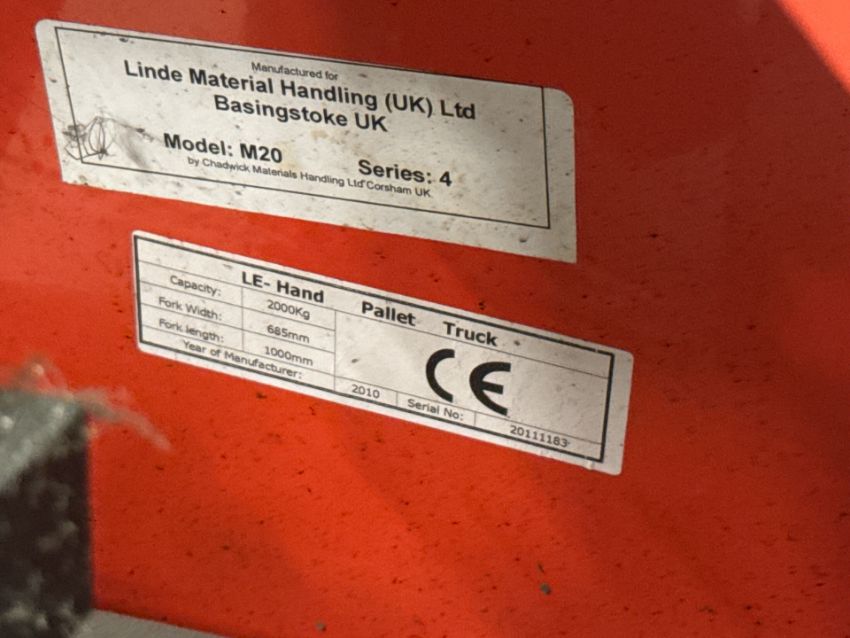 Manufactured for
Linde Material Handling (UK) Ltd
Basingstoke UK
Model: M20 Series: 4
by Chadwick Materials Handling Ltd Corsham UK
LE- Hand Pallet Truck
Capacity: 2000Kg
Fork Width: 685mm
Fork length: 1000mm
CE
Year of Manufacturer: 2010 Serial No: 20111183